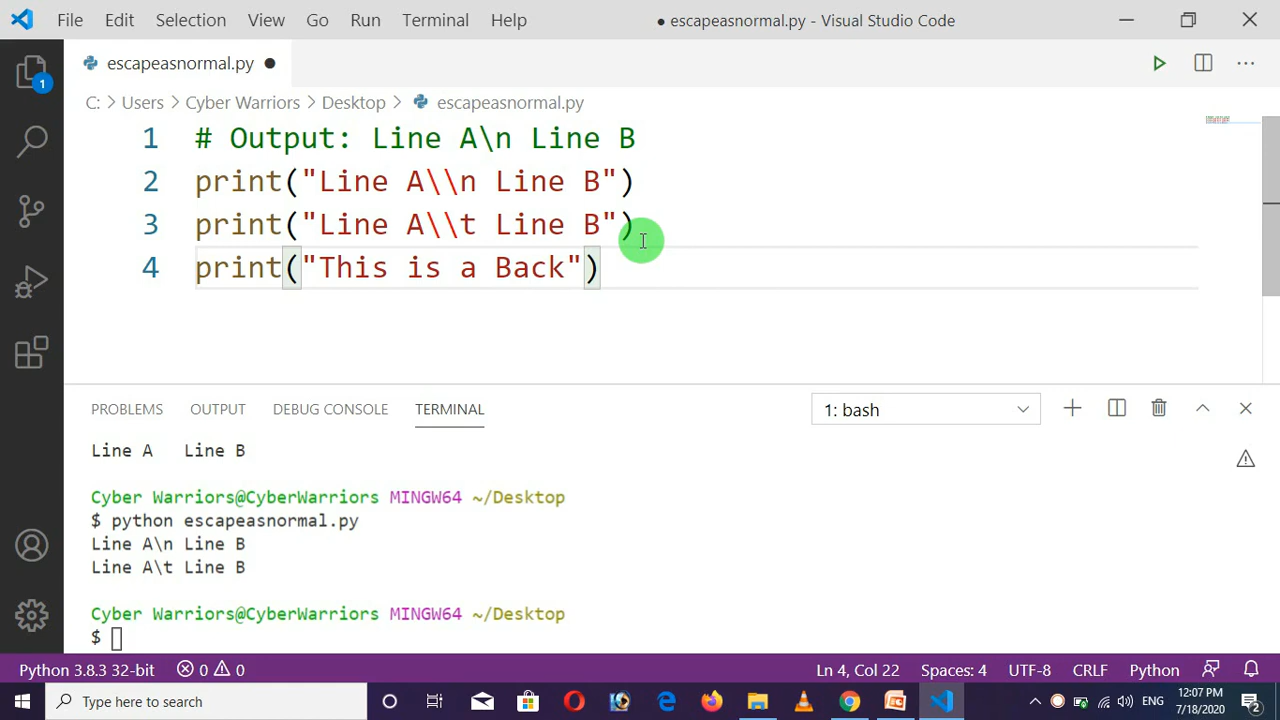 File Edit Selection View Go Run Terminal Help ● escapeasnormal.py - Visual Studio Code
escapeasnormal.py ●
1
C: > Users > Cyber Warriors > Desktop > escapeasnormal.py
1 # Output: Line A\n Line B
2 print("Line A\\n Line B")
3 print("Line A\\t Line B")
4 print("This is a Back")
PROBLEMS OUTPUT DEBUG CONSOLE TERMINAL 1: bash
Line A   Line B
Cyber Warriors@CyberWarriors MINGW64 ~/Desktop
$ python escapeasnormal.py
Line A\n Line B
Line A\t Line B
Cyber Warriors@CyberWarriors MINGW64 ~/Desktop
$
Python 3.8.3 32-bit 0 0 Ln 4, Col 22 Spaces: 4 UTF-8 CRLF Python
Type here to search ENG 12:07 PM
7/18/2020 2